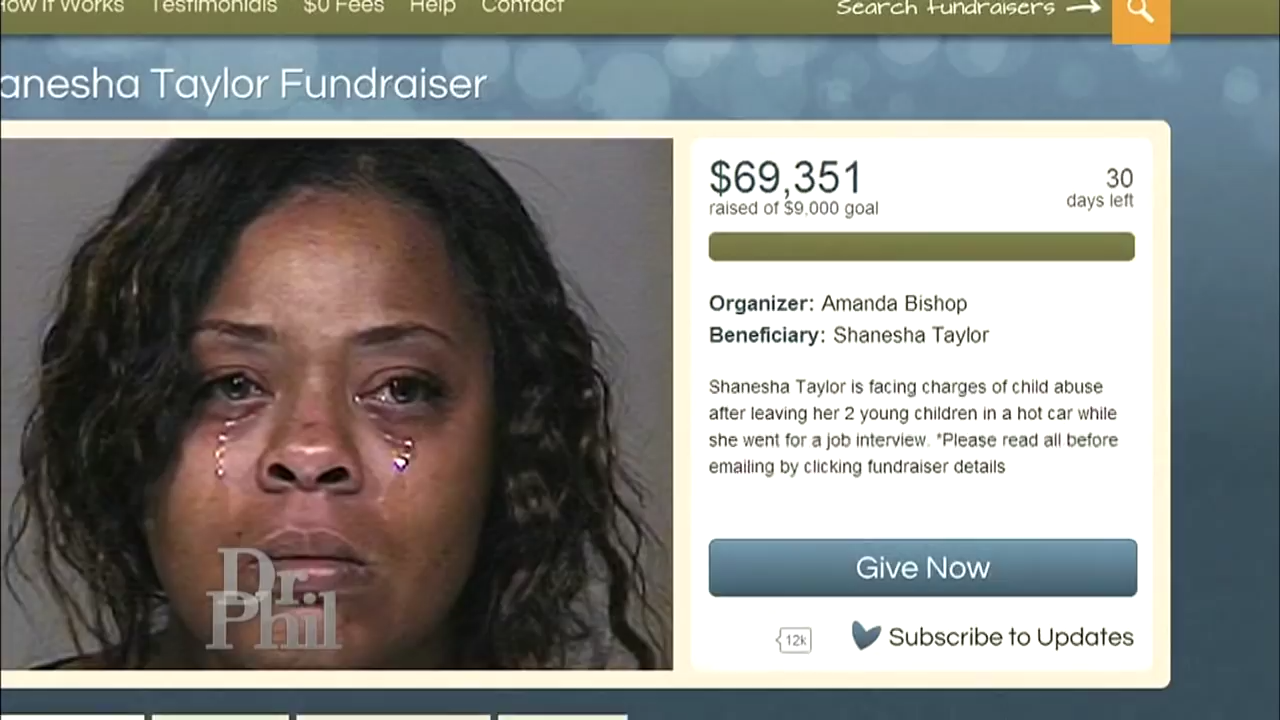 How it Works Testimonials $0 Fees Help Contact
Search fundraisers
anesha Taylor Fundraiser
$69,351
raised of $9,000 goal
30
days left
Organizer: Amanda Bishop
Beneficiary: Shanesha Taylor
Shanesha Taylor is facing charges of child abuse
after leaving her 2 young children in a hot car while
she went for a job interview. *Please read all before
emailing by clicking fundraiser details
Give Now
12k
Subscribe to Updates
Dr.
Phil